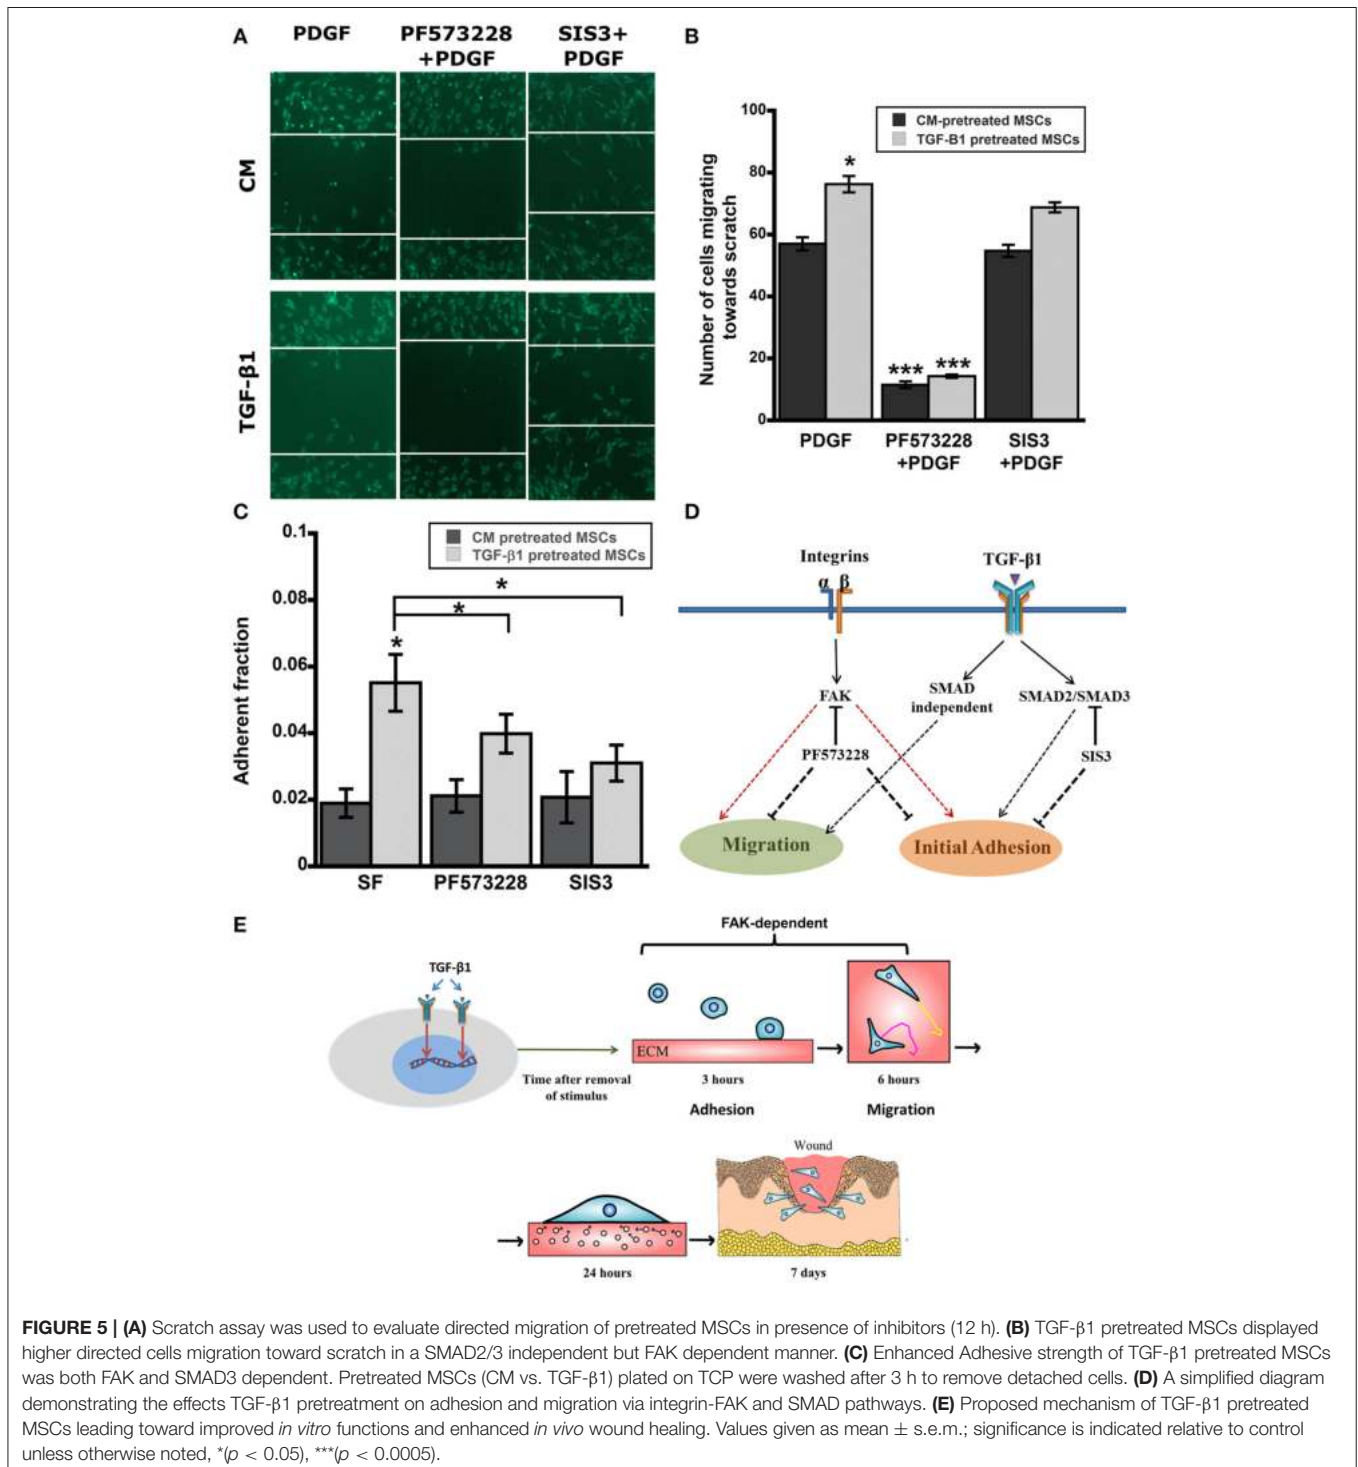 A
PDGF
PF573228
+PDGF
SIS3+
PDGF
CM
TGF-β1
B
CM-pretreated MSCs
TGF-B1 pretreated MSCs
Number of cells migrating
towards scratch
100
80
60
40
20
0
*
*** ***
PDGF
PF573228
+PDGF
SIS3
+PDGF
C
CM pretreated MSCs
TGF-β1 pretreated MSCs
Adherent fraction
0.1
0.08
0.06
0.04
0.02
0
*
*
*
SF PF573228 SIS3
D
Integrins
α β
TGF-β1
FAK
SMAD
independent
SMAD2/SMAD3
PF573228
SIS3
Migration
Initial Adhesion
E
FAK-dependent
TGF-β1
ECM
Time after removal
of stimulus
3 hours
6 hours
Adhesion
Migration
Wound
24 hours
7 days
FIGURE 5 | (A) Scratch assay was used to evaluate directed migration of pretreated MSCs in presence of inhibitors (12 h). (B) TGF-β1 pretreated MSCs displayed
higher directed cells migration toward scratch in a SMAD2/3 independent but FAK dependent manner. (C) Enhanced Adhesive strength of TGF-β1 pretreated MSCs
was both FAK and SMAD3 dependent. Pretreated MSCs (CM vs. TGF-β1) plated on TCP were washed after 3 h to remove detached cells. (D) A simplified diagram
demonstrating the effects TGF-β1 pretreatment on adhesion and migration via integrin-FAK and SMAD pathways. (E) Proposed mechanism of TGF-β1 pretreated
MSCs leading toward improved in vitro functions and enhanced in vivo wound healing. Values given as mean ± s.e.m.; significance is indicated relative to control
unless otherwise noted, *(p < 0.05), ***(p < 0.0005).